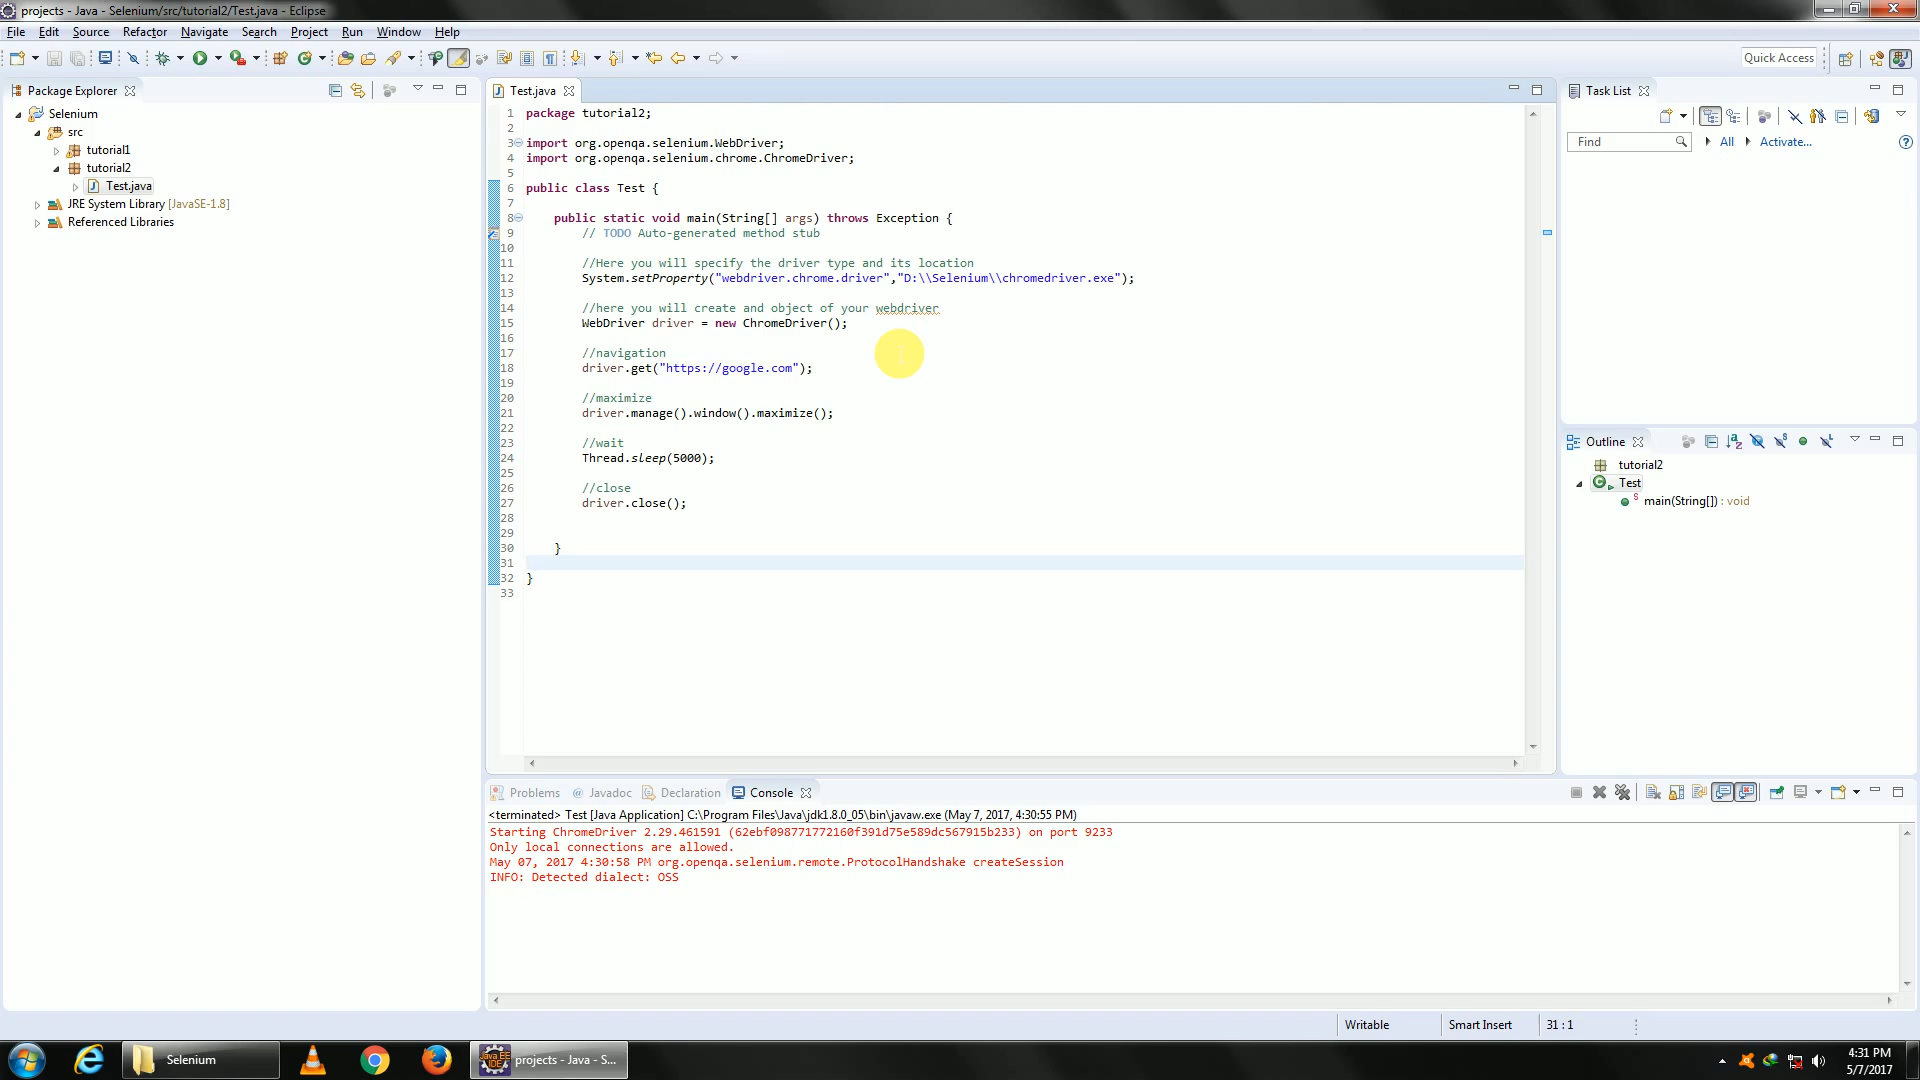 projects - Java - Selenium/src/tutorial2/Test.java - Eclipse
File Edit Source Refactor Navigate Search Project Run Window Help
Quick Access
Package Explorer
Selenium
src
tutorial1
tutorial2
Test.java
JRE System Library [JavaSE-1.8]
Referenced Libraries
Test.java
1 package tutorial2;
2
3 import org.openqa.selenium.WebDriver;
4 import org.openqa.selenium.chrome.ChromeDriver;
5
6 public class Test {
7
8 public static void main(String[] args) throws Exception {
9 // TODO Auto-generated method stub
10
11 //Here you will specify the driver type and its location
12 System.setProperty("webdriver.chrome.driver","D:\\Selenium\\chromedriver.exe");
13
14 //here you will create and object of your webdriver
15 WebDriver driver = new ChromeDriver();
16
17 //navigation
18 driver.get("https://google.com");
19
20 //maximize
21 driver.manage().window().maximize();
22
23 //wait
24 Thread.sleep(5000);
25
26 //close
27 driver.close();
28
29
30 }
31
32 }
33
Task List
Find
All
Activate...
Outline
tutorial2
Test
main(String[]) : void
Problems @ Javadoc Declaration Console
<terminated> Test [Java Application] C:\Program Files\Java\jdk1.8.0_05\bin\javaw.exe (May 7, 2017, 4:30:55 PM)
Starting ChromeDriver 2.29.461591 (62ebf098771772160f391d75e589dc567915b233) on port 9233
Only local connections are allowed.
May 07, 2017 4:30:58 PM org.openqa.selenium.remote.ProtocolHandshake createSession
INFO: Detected dialect: OSS
Writable
Smart Insert
31 : 1
Selenium
Java EE IDE
projects - Java - S...
4:31 PM
5/7/2017